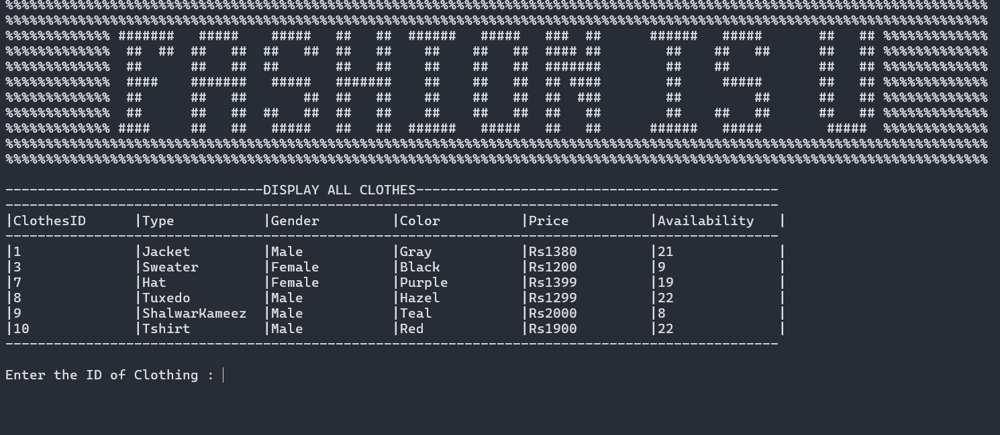 FASHION IS U
--------------------------------DISPLAY ALL CLOTHES---------------------------------------------
|ClothesID |Type |Gender |Color |Price |Availability |
|1 |Jacket |Male |Gray |Rs1380 |21 |
|3 |Sweater |Female |Black |Rs1200 |9 |
|7 |Hat |Female |Purple |Rs1399 |19 |
|8 |Tuxedo |Male |Hazel |Rs1299 |22 |
|9 |ShalwarKameez |Male |Teal |Rs2000 |8 |
|10 |Tshirt |Male |Red |Rs1900 |22 |
Enter the ID of Clothing :